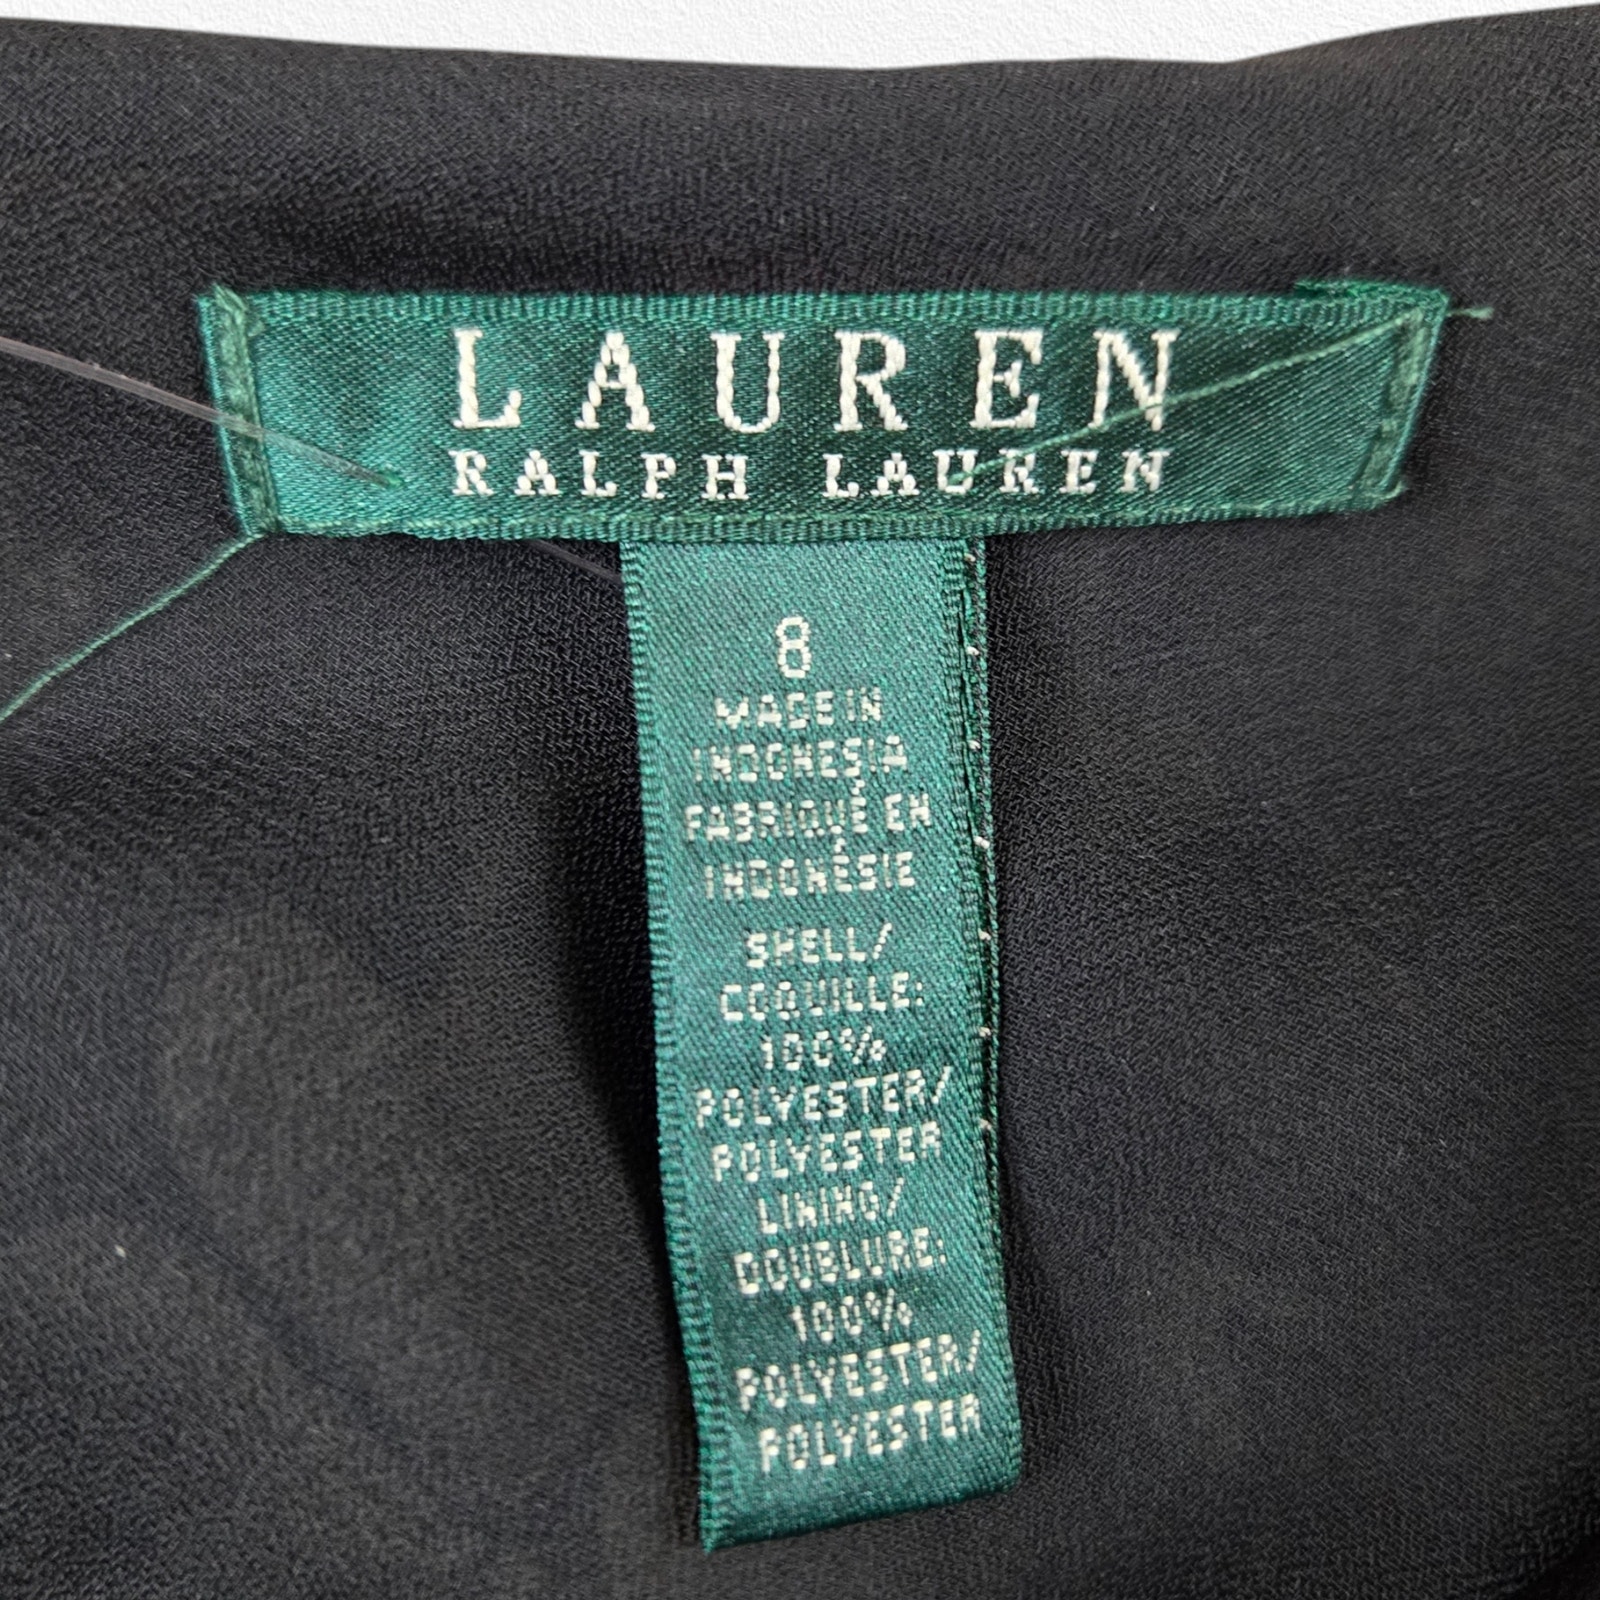 LAUREN
RALPH LAUREN
8
MADE IN
INDONESIA
FABRIQUÉ EN
INDONÉSIE
SHELL/
COQUILLE:
100%
POLYESTER/
POLYESTER
LINING/
DOUBLURE:
100%
POLYESTER/
POLYESTER